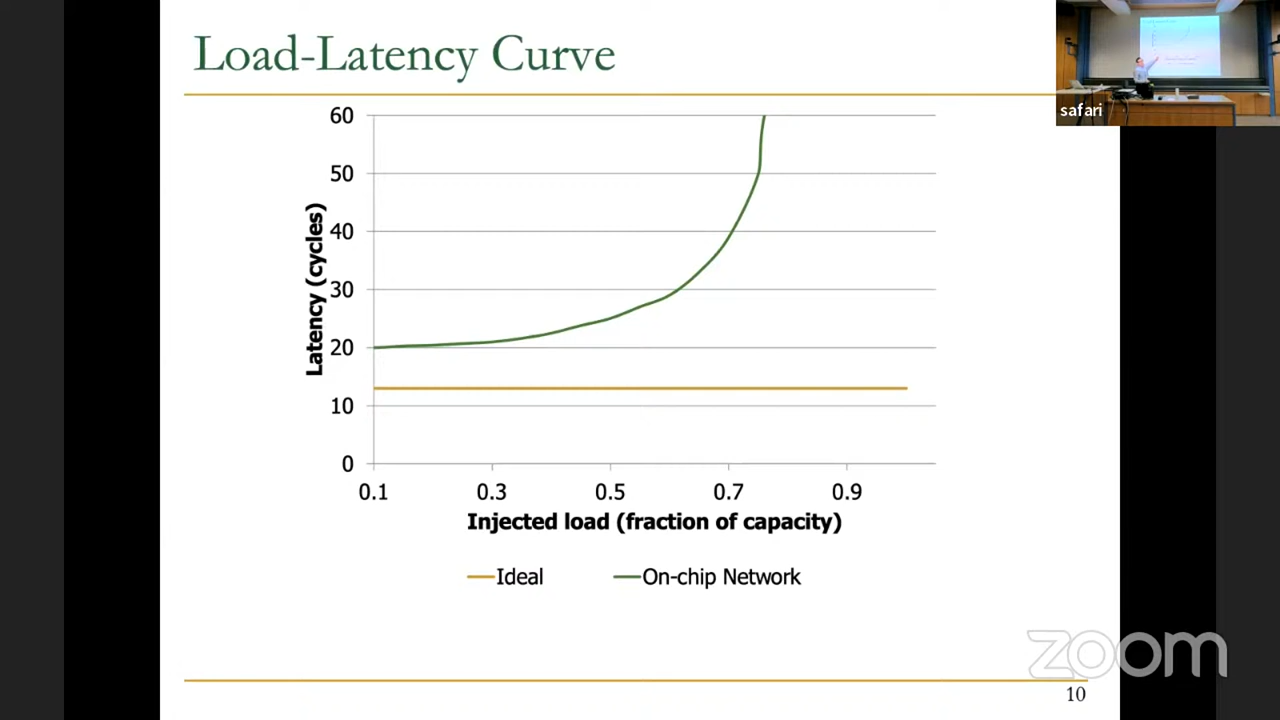 Load-Latency Curve
safari
60
50
40
30
20
10
0
Latency (cycles)
0.1 0.3 0.5 0.7 0.9
Injected load (fraction of capacity)
Ideal On-chip Network
zoom
10